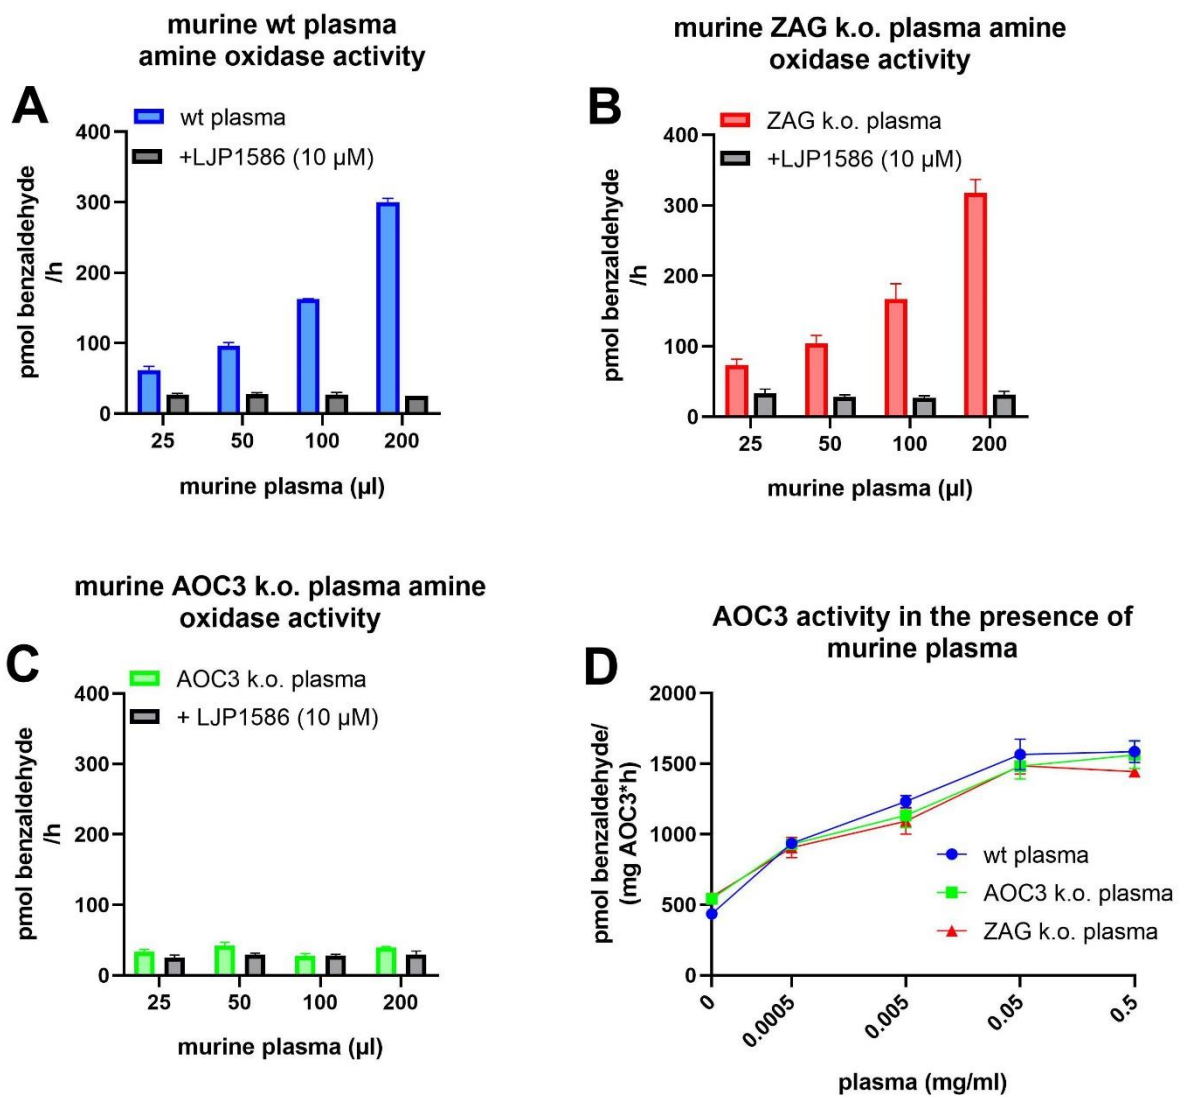 murine wt plasma
amine oxidase activity
A
wt plasma
+LJP1586 (10 µM)
pmol benzaldehyde
/h
400
300
200
100
0
25 50 100 200
murine plasma (µl)
murine ZAG k.o. plasma amine
oxidase activity
B
ZAG k.o. plasma
+LJP1586 (10 µM)
pmol benzaldehyde
/h
400
300
200
100
0
25 50 100 200
murine plasma (µl)
murine AOC3 k.o. plasma amine
oxidase activity
C
AOC3 k.o. plasma
+ LJP1586 (10 µM)
pmol benzaldehyde
/h
400
300
200
100
0
25 50 100 200
murine plasma (µl)
AOC3 activity in the presence of
murine plasma
D
pmol benzaldehyde/
(mg AOC3*h)
2000
1500
1000
500
0
wt plasma
AOC3 k.o. plasma
ZAG k.o. plasma
0 0.0005 0.005 0.05 0.5
plasma (mg/ml)